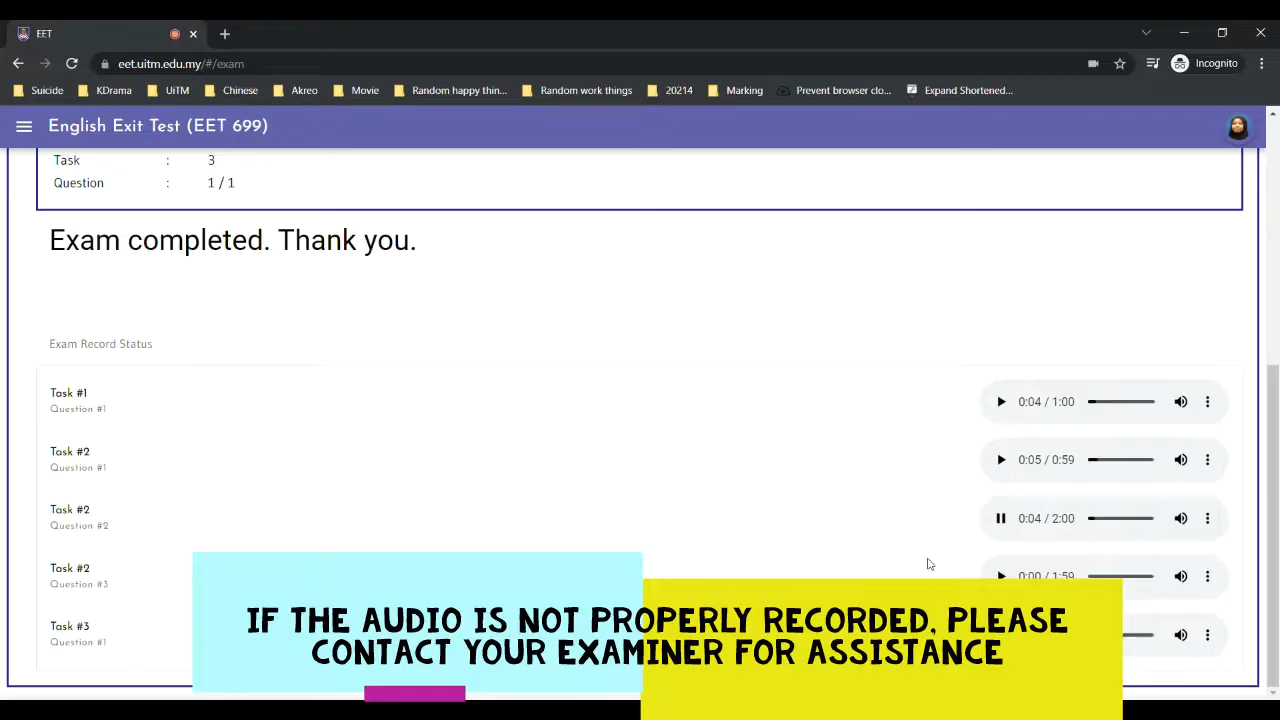 EET
eet.uitm.edu.my/#/exam
Incognito
Suicide KDrama UiTM Chinese Akreo Movie Random happy thin... Random work things 20214 Marking Prevent browser clo... Expand Shortened...
English Exit Test (EET 699)
Task : 3
Question : 1 / 1
Exam completed. Thank you.
Exam Record Status
Task #1
Question #1
0:04 / 1:00
Task #2
Question #1
0:05 / 0:59
Task #2
Question #2
0:04 / 2:00
Task #2
Question #3
0:00 / 1:59
Task #3
Question #1
IF THE AUDIO IS NOT PROPERLY RECORDED, PLEASE
CONTACT YOUR EXAMINER FOR ASSISTANCE